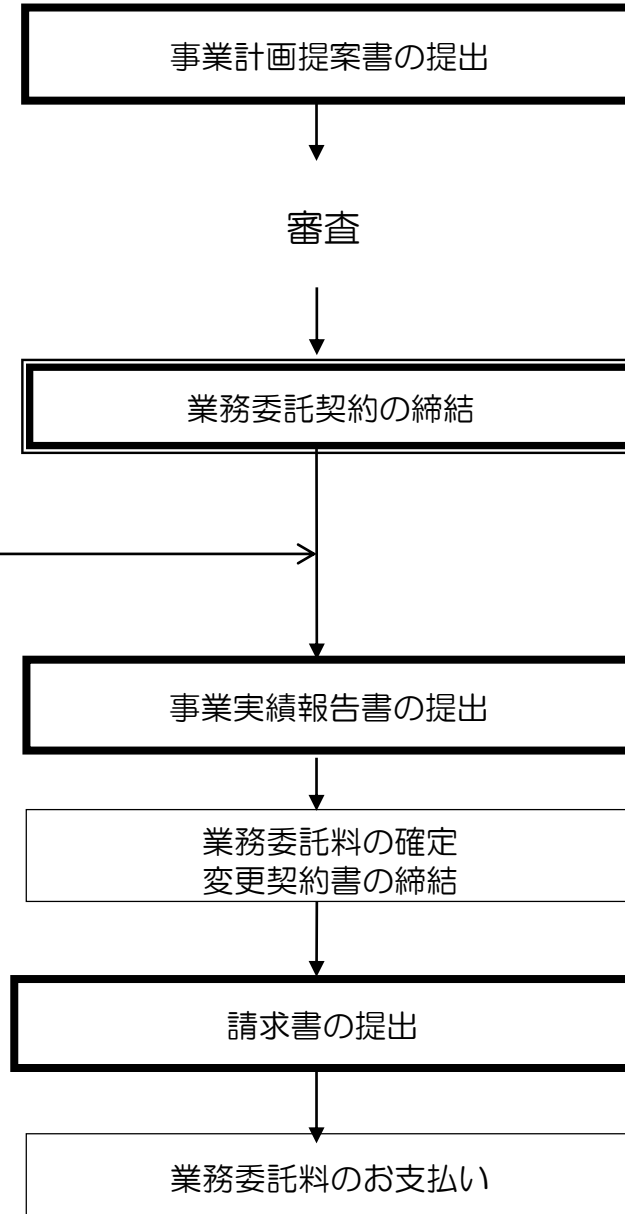 事業計画提案書の提出
審査
業務委託契約の締結
事業実績報告書の提出
業務委託料の確定
変更契約書の締結
請求書の提出
業務委託料のお支払い